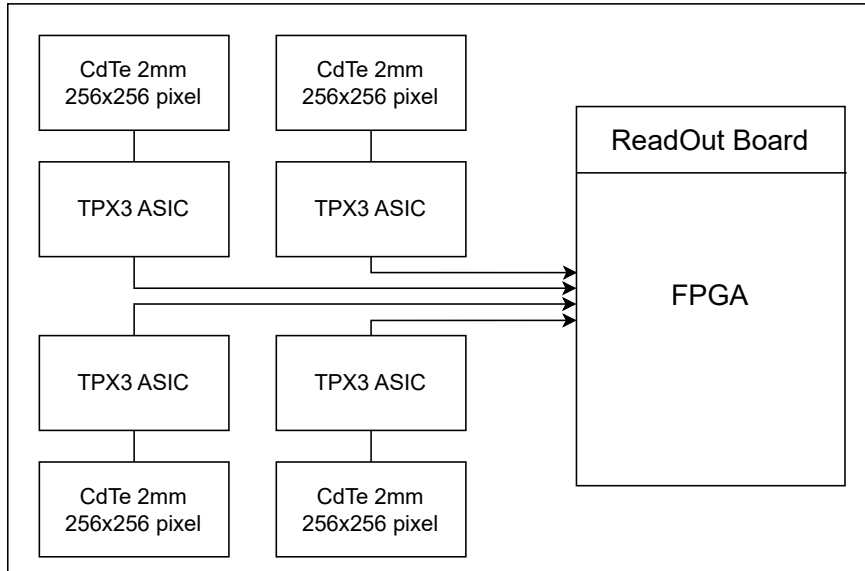 CdTe 2mm
256x256 pixel
CdTe 2mm
256x256 pixel
ReadOut Board
TPX3 ASIC
TPX3 ASIC
FPGA
TPX3 ASIC
TPX3 ASIC
CdTe 2mm
256x256 pixel
CdTe 2mm
256x256 pixel